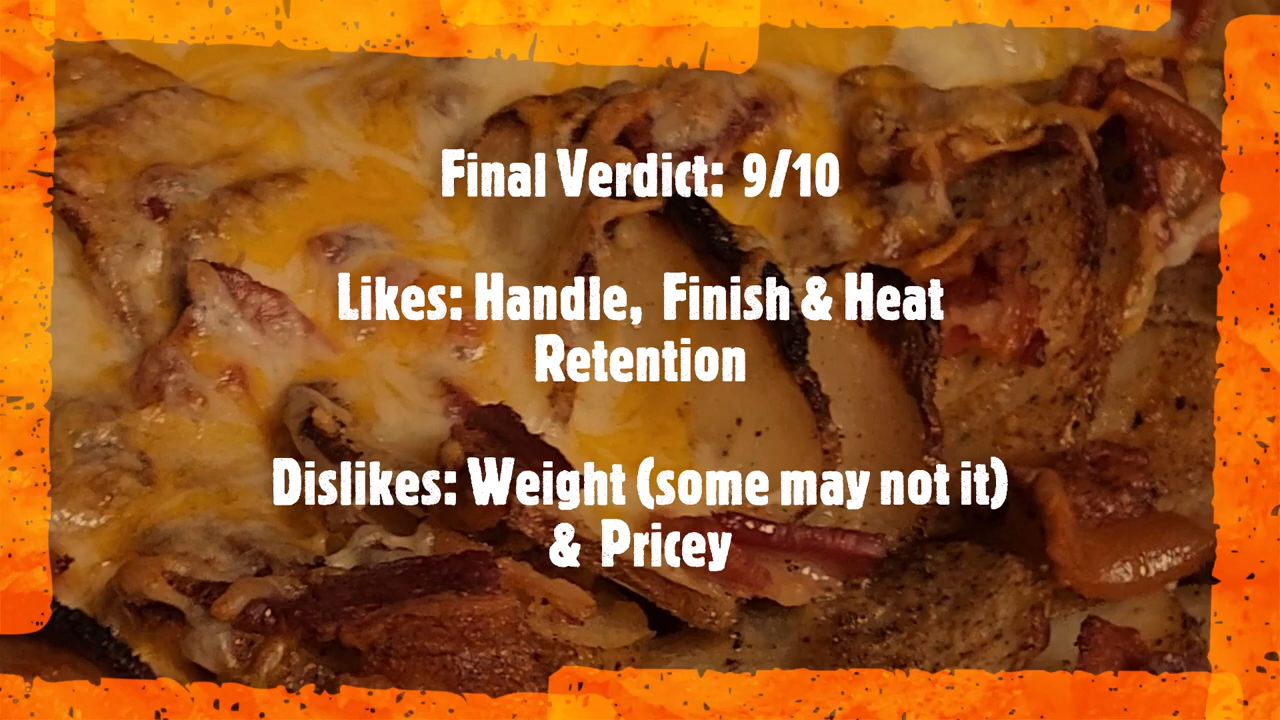 Final Verdict: 9/10
Likes: Handle, Finish & Heat
Retention
Dislikes: Weight (some may not it)
& Pricey